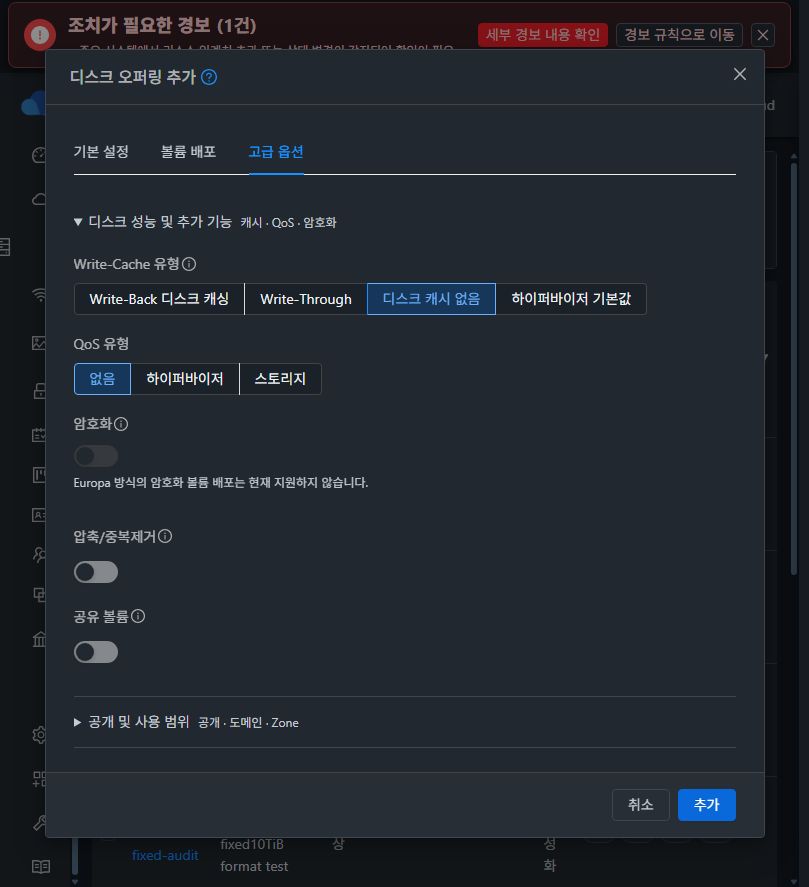 조치가 필요한 경보 (1건)
세부 경보 내용 확인
경보 규칙으로 이동
디스크 오퍼링 추가
기본 설정
볼륨 배포
고급 옵션
디스크 성능 및 추가 기능 캐시 · QoS · 암호화
Write-Cache 유형
Write-Back 디스크 캐싱
Write-Through
디스크 캐시 없음
하이퍼바이저 기본값
QoS 유형
없음
하이퍼바이저
스토리지
암호화
Europa 방식의 암호화 볼륨 배포는 현재 지원하지 않습니다.
압축/중복제거
공유 볼륨
공개 및 사용 범위 공개 · 도메인 · Zone
취소
추가
fixed-audit
fixed10TiB
format test
상
성
화